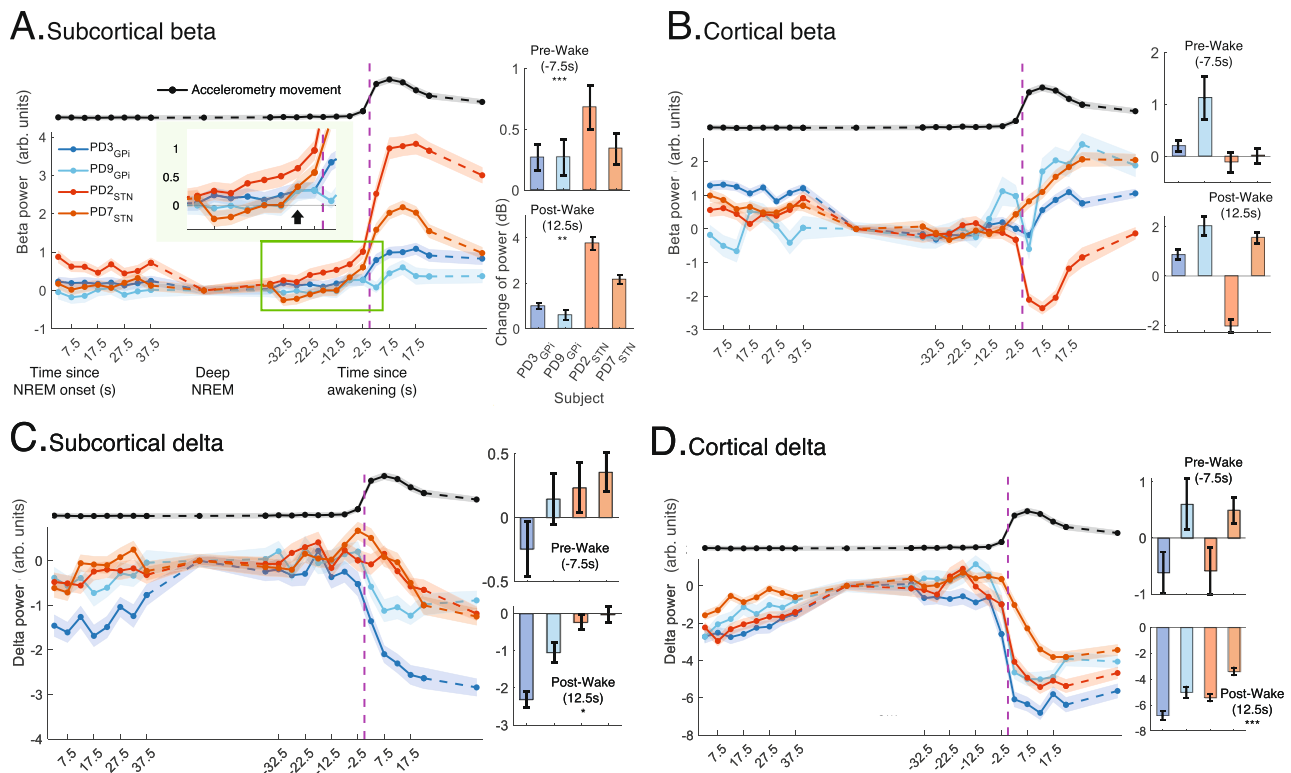 A. Subcortical beta
Accelerometry movement
Beta power (arb. units)
4
3
2
1
0
-1
1
0.5
0
PD3GPi
PD9GPi
PD2STN
PD7STN
7.5
17.5
27.5
37.5
-32.5
-22.5
-12.5
-2.5
7.5
17.5
Time since
NREM onset (s)
Deep
NREM
Time since
awakening (s)
Pre-Wake
(-7.5s)
***
1
0.5
0
Post-Wake
(12.5s)
**
4
2
0
Change of power (dB)
PD3GPi
PD9GPi
PD2STN
PD7STN
Subject
B. Cortical beta
Beta power (arb. units)
2
1
0
-1
-2
-3
7.5
17.5
27.5
37.5
-32.5
-22.5
-12.5
-2.5
7.5
17.5
Pre-Wake
(-7.5s)
2
1
0
Post-Wake
(12.5s)
2
0
-2
C. Subcortical delta
Delta power (arb. units)
0
-1
-2
-3
-4
7.5
17.5
27.5
37.5
-32.5
-22.5
-12.5
-2.5
7.5
17.5
0.5
0
-0.5
Pre-Wake
(-7.5s)
0
-1
-2
-3
Post-Wake
(12.5s)
*
D. Cortical delta
Delta power (arb. units)
0
-2
-4
-6
-8
7.5
17.5
27.5
37.5
-32.5
-22.5
-12.5
-2.5
7.5
17.5
Pre-Wake
(-7.5s)
1
0
-1
0
-2
-4
-6
-8
Post-Wake
(12.5s)
***